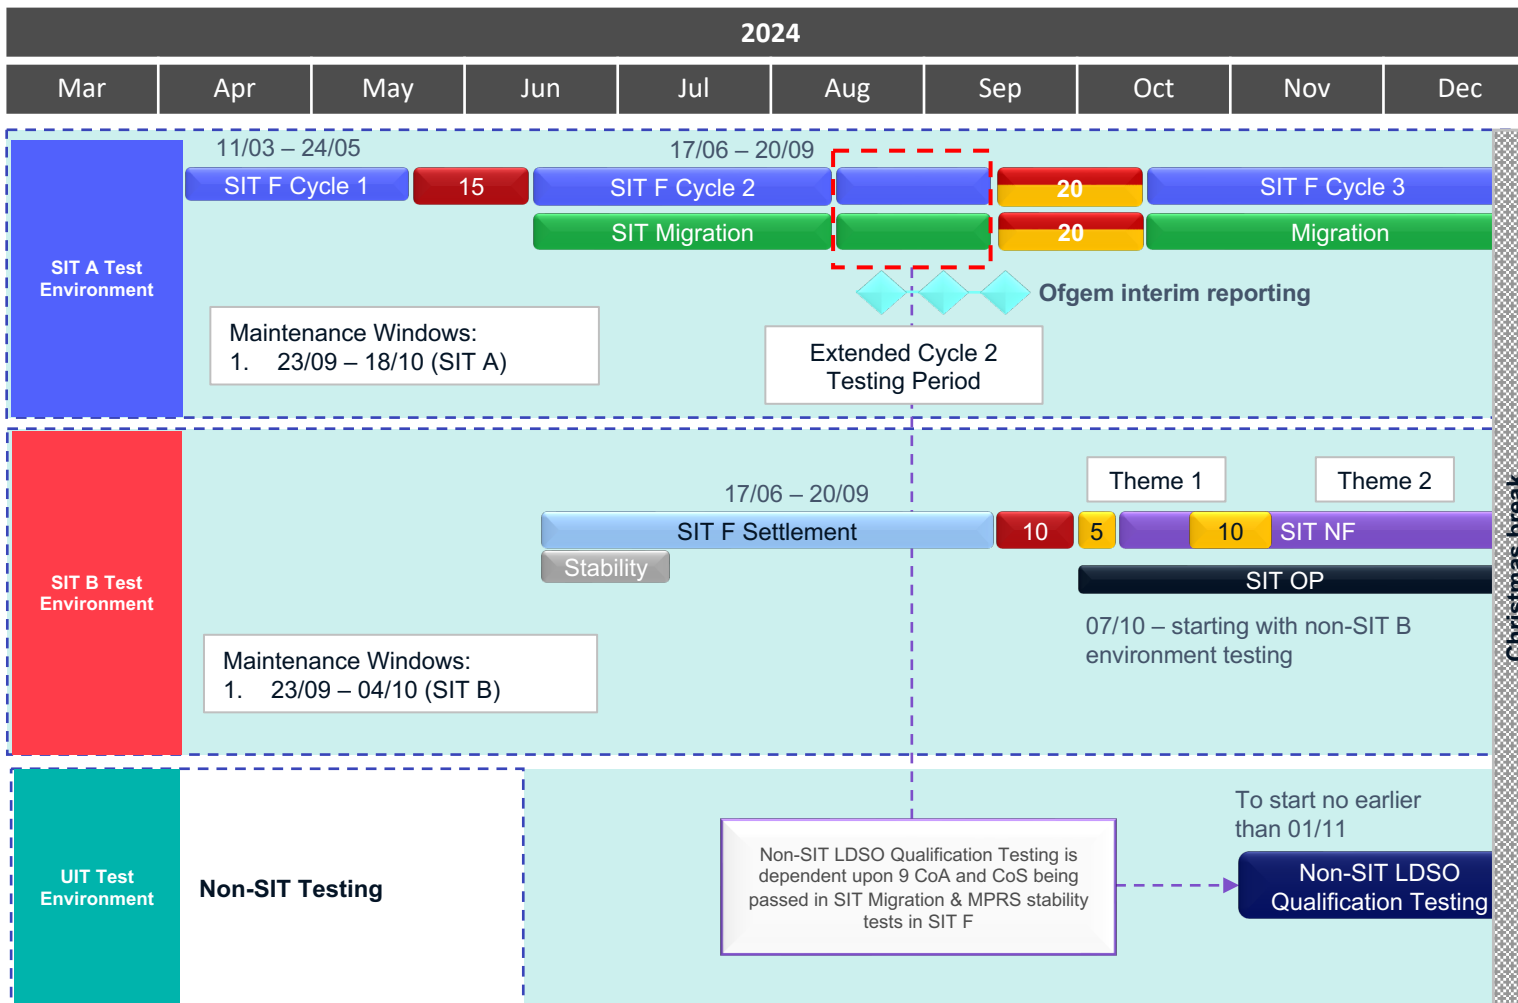 2024
Mar Apr May Jun Jul Aug Sep Oct Nov Dec
11/03 – 24/05
17/06 – 20/09
SIT F Cycle 1
15
SIT F Cycle 2
20
SIT F Cycle 3
SIT Migration
20
Migration
SIT A Test
Environment
Ofgem interim reporting
Maintenance Windows:
1. 23/09 – 18/10 (SIT A)
Extended Cycle 2
Testing Period
Theme 1
Theme 2
17/06 – 20/09
SIT F Settlement
10
5
10
SIT NF
Stability
SIT OP
SIT B Test
Environment
07/10 – starting with non-SIT B
environment testing
Maintenance Windows:
1. 23/09 – 04/10 (SIT B)
Christmas break
To start no earlier
than 01/11
UIT Test
Environment
Non-SIT Testing
Non-SIT LDSO Qualification Testing is
dependent upon 9 CoA and CoS being
passed in SIT Migration & MPRS stability
tests in SIT F
Non-SIT LDSO
Qualification Testing